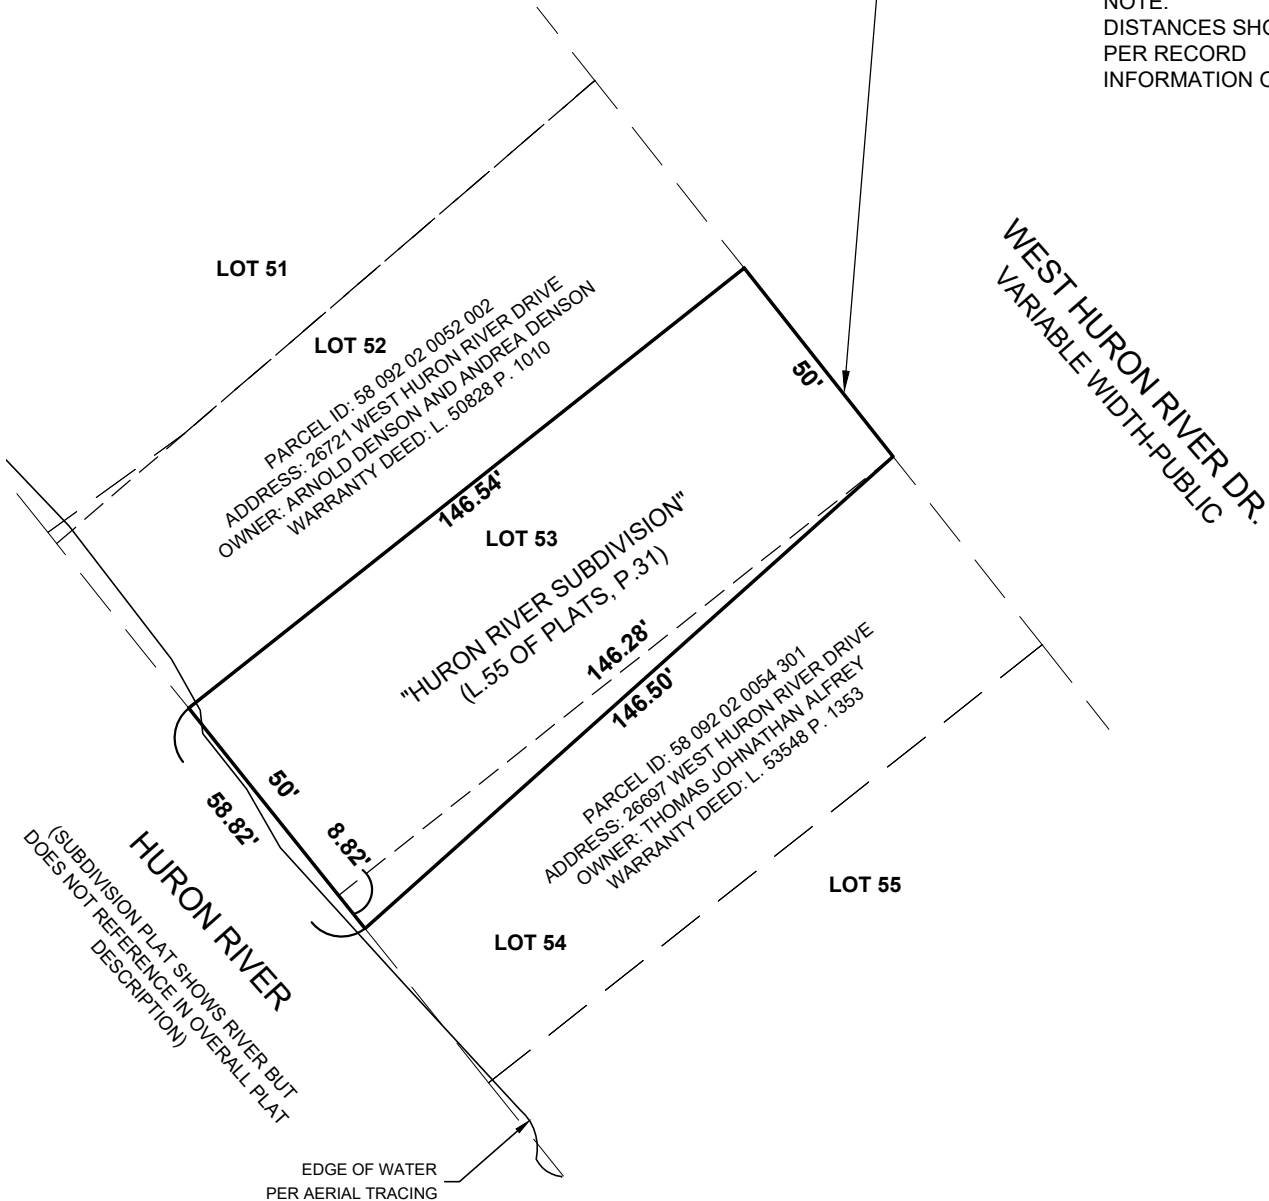 NOTE:
DISTANCES SHO
PER RECORD
INFORMATION O
WEST HURON RIVER DR.
VARIABLE WIDTH-PUBLIC
LOT 51
LOT 52
PARCEL ID: 58 092 02 0052 002
ADDRESS: 26721 WEST HURON RIVER DRIVE
OWNER: ARNOLD DENSON AND ANDREA DENSON
WARRANTY DEED: L. 50828 P. 1010
50'
146.54'
LOT 53
"HURON RIVER SUBDIVISION"
(L.55 OF PLATS, P.31)
146.28'
146.50'
PARCEL ID: 58 092 02 0054 301
ADDRESS: 26697 WEST HURON RIVER DRIVE
OWNER: THOMAS JOHNATHAN ALFREY
WARRANTY DEED: L. 53548 P. 1353
50'
58.82'
8.82'
HURON RIVER
(SUBDIVISION PLAT SHOWS RIVER BUT
DOES NOT REFERENCE IN OVERALL PLAT
DESCRIPTION)
LOT 55
LOT 54
EDGE OF WATER
PER AERIAL TRACING